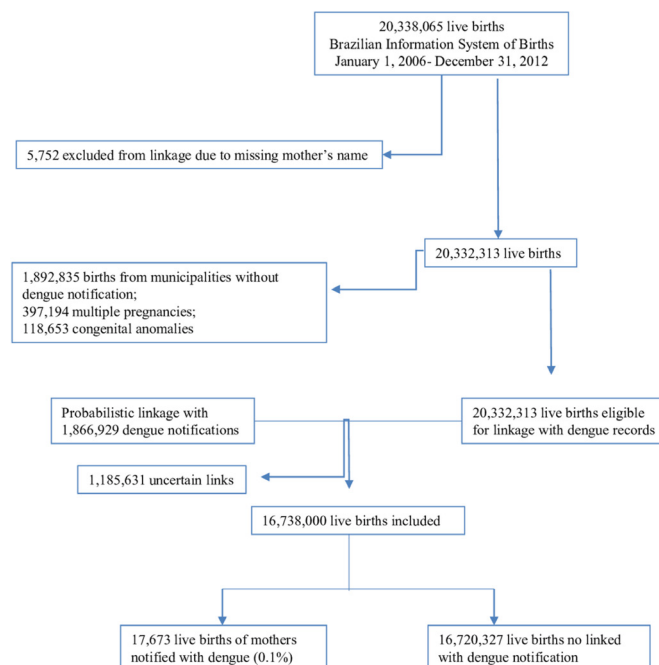 20,338,065 live births
Brazilian Information System of Births
January 1, 2006- December 31, 2012
5,752 excluded from linkage due to missing mother's name
20,332,313 live births
1,892,835 births from municipalities without
dengue notification;
397,194 multiple pregnancies;
118,653 congenital anomalies
Probabilistic linkage with
1,866,929 dengue notifications
20,332,313 live births eligible
for linkage with dengue records
1,185,631 uncertain links
16,738,000 live births included
17,673 live births of mothers
notified with dengue (0.1%)
16,720,327 live births no linked
with dengue notification